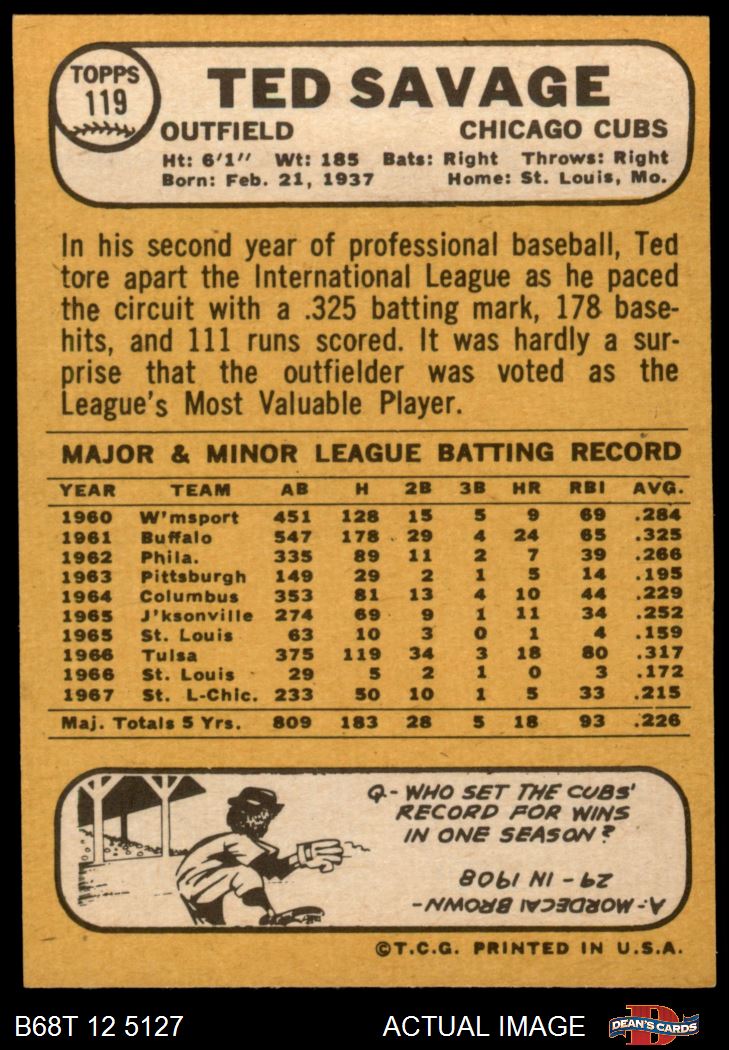 TOPPS
119
TED SAVAGE
OUTFIELD CHICAGO CUBS
Ht: 6'1" Wt: 185 Bats: Right Throws: Right
Born: Feb. 21, 1937 Home: St. Louis, Mo.
In his second year of professional baseball, Ted
tore apart the International League as he paced
the circuit with a .325 batting mark, 178 base-
hits, and 111 runs scored. It was hardly a sur-
prise that the outfielder was voted as the
League's Most Valuable Player.
MAJOR & MINOR LEAGUE BATTING RECORD
YEAR TEAM AB H 2B 3B HR RBI AVG.
1960 W'msport 451 128 15 5 9 69 .284
1961 Buffalo 547 178 29 4 24 65 .325
1962 Phila. 335 89 11 2 7 39 .266
1963 Pittsburgh 149 29 2 1 5 14 .195
1964 Columbus 353 81 13 4 10 44 .229
1965 J'ksonville 274 69 9 1 11 34 .252
1965 St. Louis 63 10 3 0 1 4 .159
1966 Tulsa 375 119 34 3 18 80 .317
1966 St. Louis 29 5 2 1 0 3 .172
1967 St. L-Chic. 233 50 10 1 5 33 .215
Maj. Totals 5 Yrs. 809 183 28 5 18 93 .226
Q- WHO SET THE CUBS'
RECORD FOR WINS
IN ONE SEASON?
A- MORDECAI BROWN-
29 - IN 1908
©T.C.G. PRINTED IN U.S.A.
B68T 12 5127 ACTUAL IMAGE
D
DEAN'S CARDS